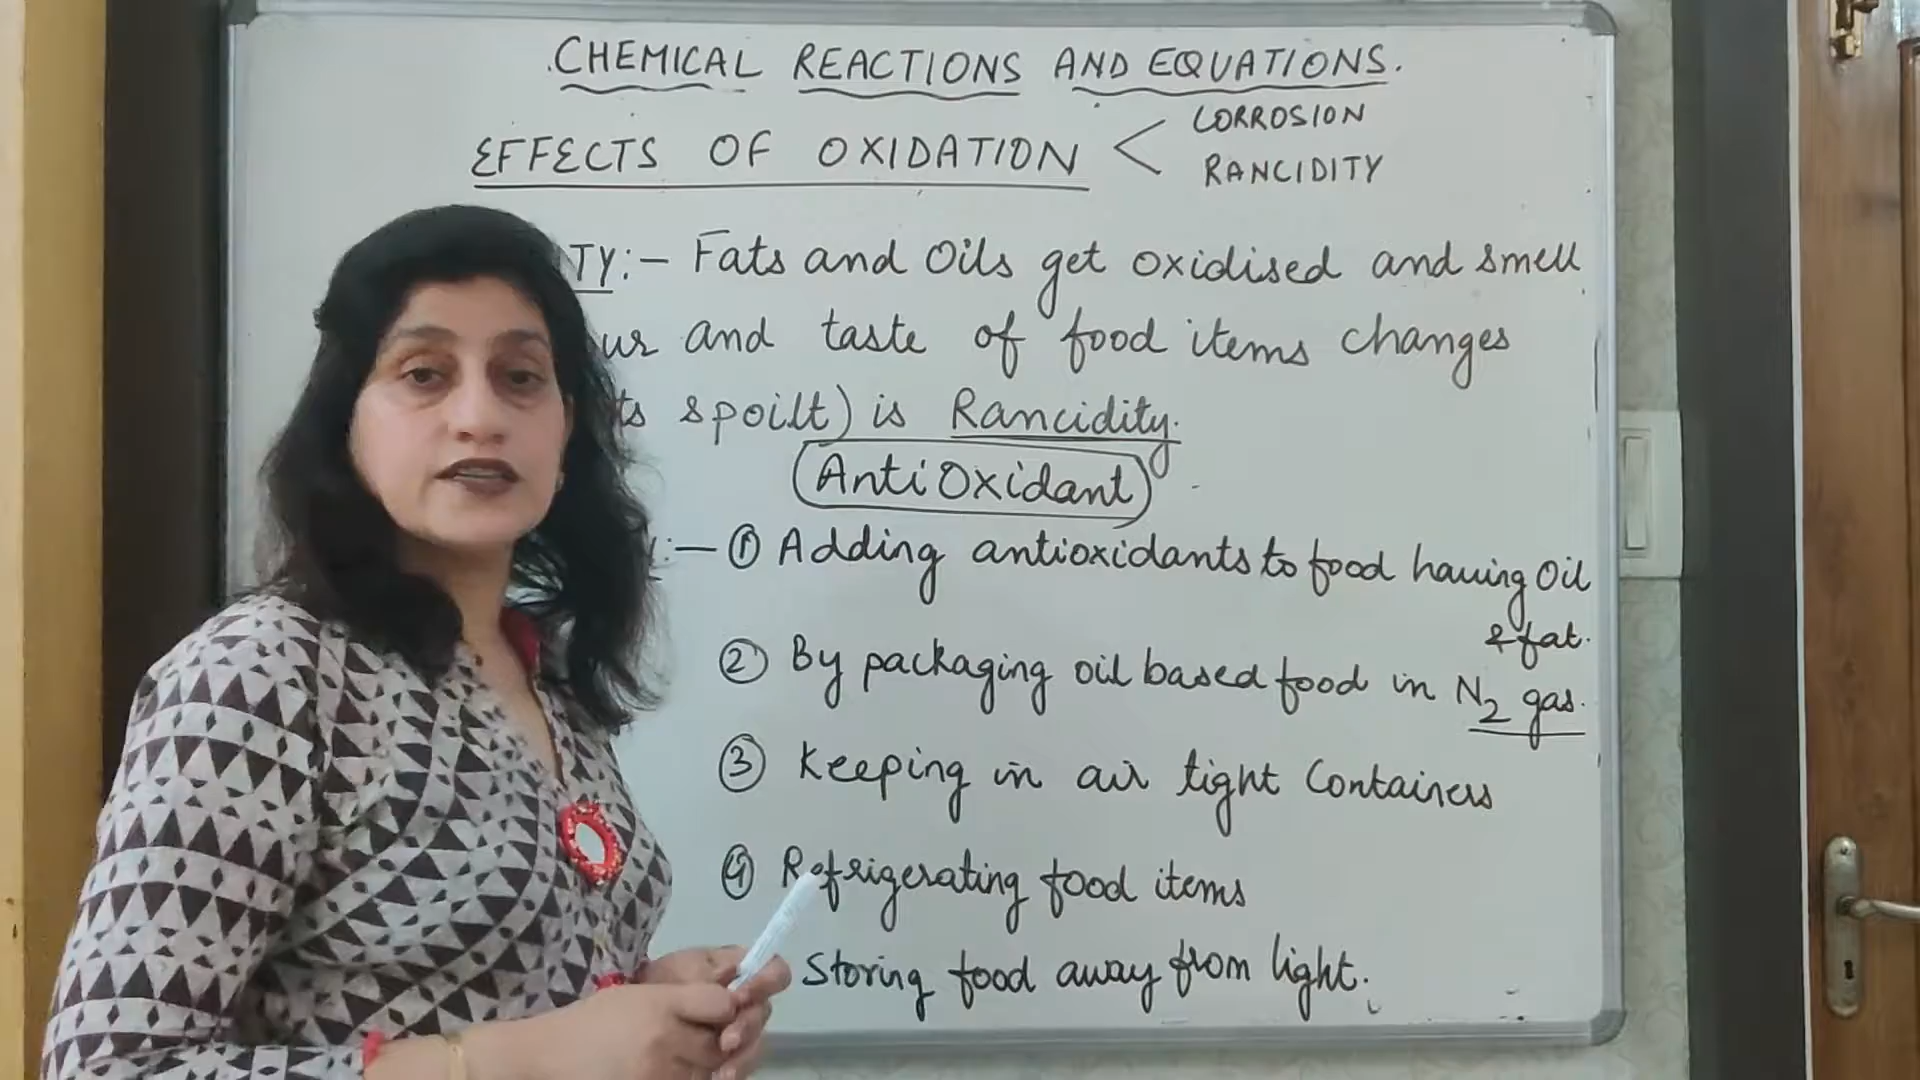 CHEMICAL REACTIONS AND EQUATIONS.
EFFECTS OF OXIDATION < CORROSION
RANCIDITY
TY:- Fats and Oils get oxidised and smell
ur and taste of food items changes
ts spoilt) is Rancidity.
AntiOxidant
:- ① Adding antioxidants to food having Oil
& fat.
② By packaging oil based food in N₂ gas.
③ Keeping in air tight Containers
④ Refrigerating food items
Storing food away from light.